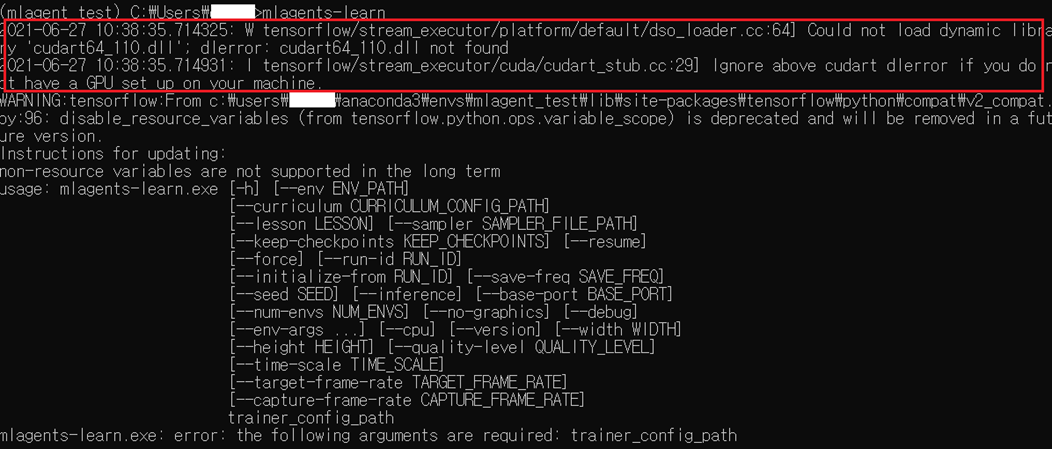 (mlagent_test) C:\Users\>mlagents-learn
2021-06-27 10:38:35.714325: W tensorflow/stream_executor/platform/default/dso_loader.cc:64] Could not load dynamic libra
ry 'cudart64_110.dll'; dlerror: cudart64_110.dll not found
2021-06-27 10:38:35.714931: I tensorflow/stream_executor/cuda/cudart_stub.cc:29] Ignore above cudart dlerror if you do n
ot have a GPU set up on your machine.
WARNING:tensorflow:From c:₩users₩ ₩anaconda3₩envs₩mlagent_test₩lib₩site-packages₩tensorflow₩python₩compat₩v2_compat.
py:96: disable_resource_variables (from tensorflow.python.ops.variable_scope) is deprecated and will be removed in a fut
ure version.
Instructions for updating:
non-resource variables are not supported in the long term
usage: mlagents-learn.exe [-h] [--env ENV_PATH]
[--curriculum CURRICULUM_CONFIG_PATH]
[--lesson LESSON] [--sampler SAMPLER_FILE_PATH]
[--keep-checkpoints KEEP_CHECKPOINTS] [--resume]
[--force] [--run-id RUN_ID]
[--initialize-from RUN_ID] [--save-freq SAVE_FREQ]
[--seed SEED] [--inference] [--base-port BASE_PORT]
[--num-envs NUM_ENVS] [--no-graphics] [--debug]
[--env-args ...] [--cpu] [--version] [--width WIDTH]
[--height HEIGHT] [--quality-level QUALITY_LEVEL]
[--time-scale TIME_SCALE]
[--target-frame-rate TARGET_FRAME_RATE]
[--capture-frame-rate CAPTURE_FRAME_RATE]
trainer_config_path
mlagents-learn.exe: error: the following arguments are required: trainer_config_path